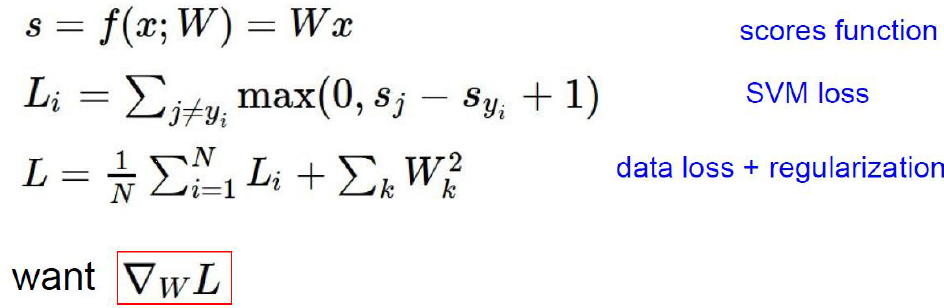 s = f(x; W) = Wx scores function
L_i = ∑_{j≠y_i} max(0, s_j − s_{y_i} + 1) SVM loss
L = \frac{1}{N} ∑_{i=1}^{N} L_i + ∑_k W_k^2 data loss + regularization
want ∇_W L